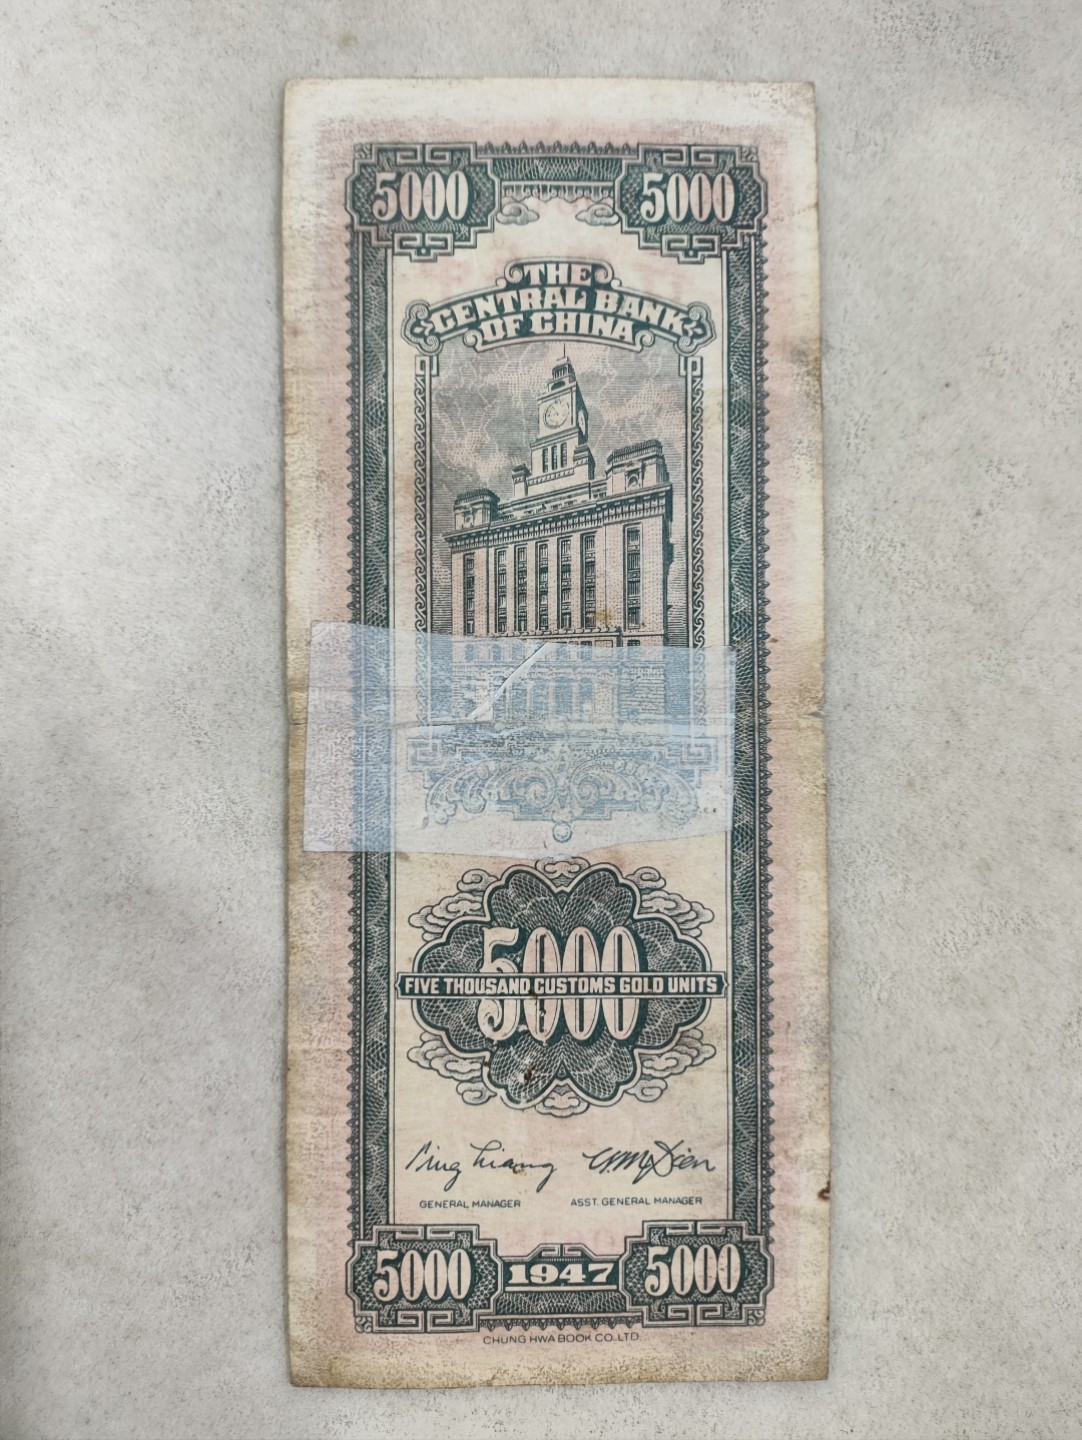 5000 5000
THE
CENTRAL BANK
OF CHINA
5000
FIVE THOUSAND CUSTOMS GOLD UNITS
GENERAL MANAGER ASST. GENERAL MANAGER
5000 1947 5000
CHUNG HWA BOOK CO. LTD.